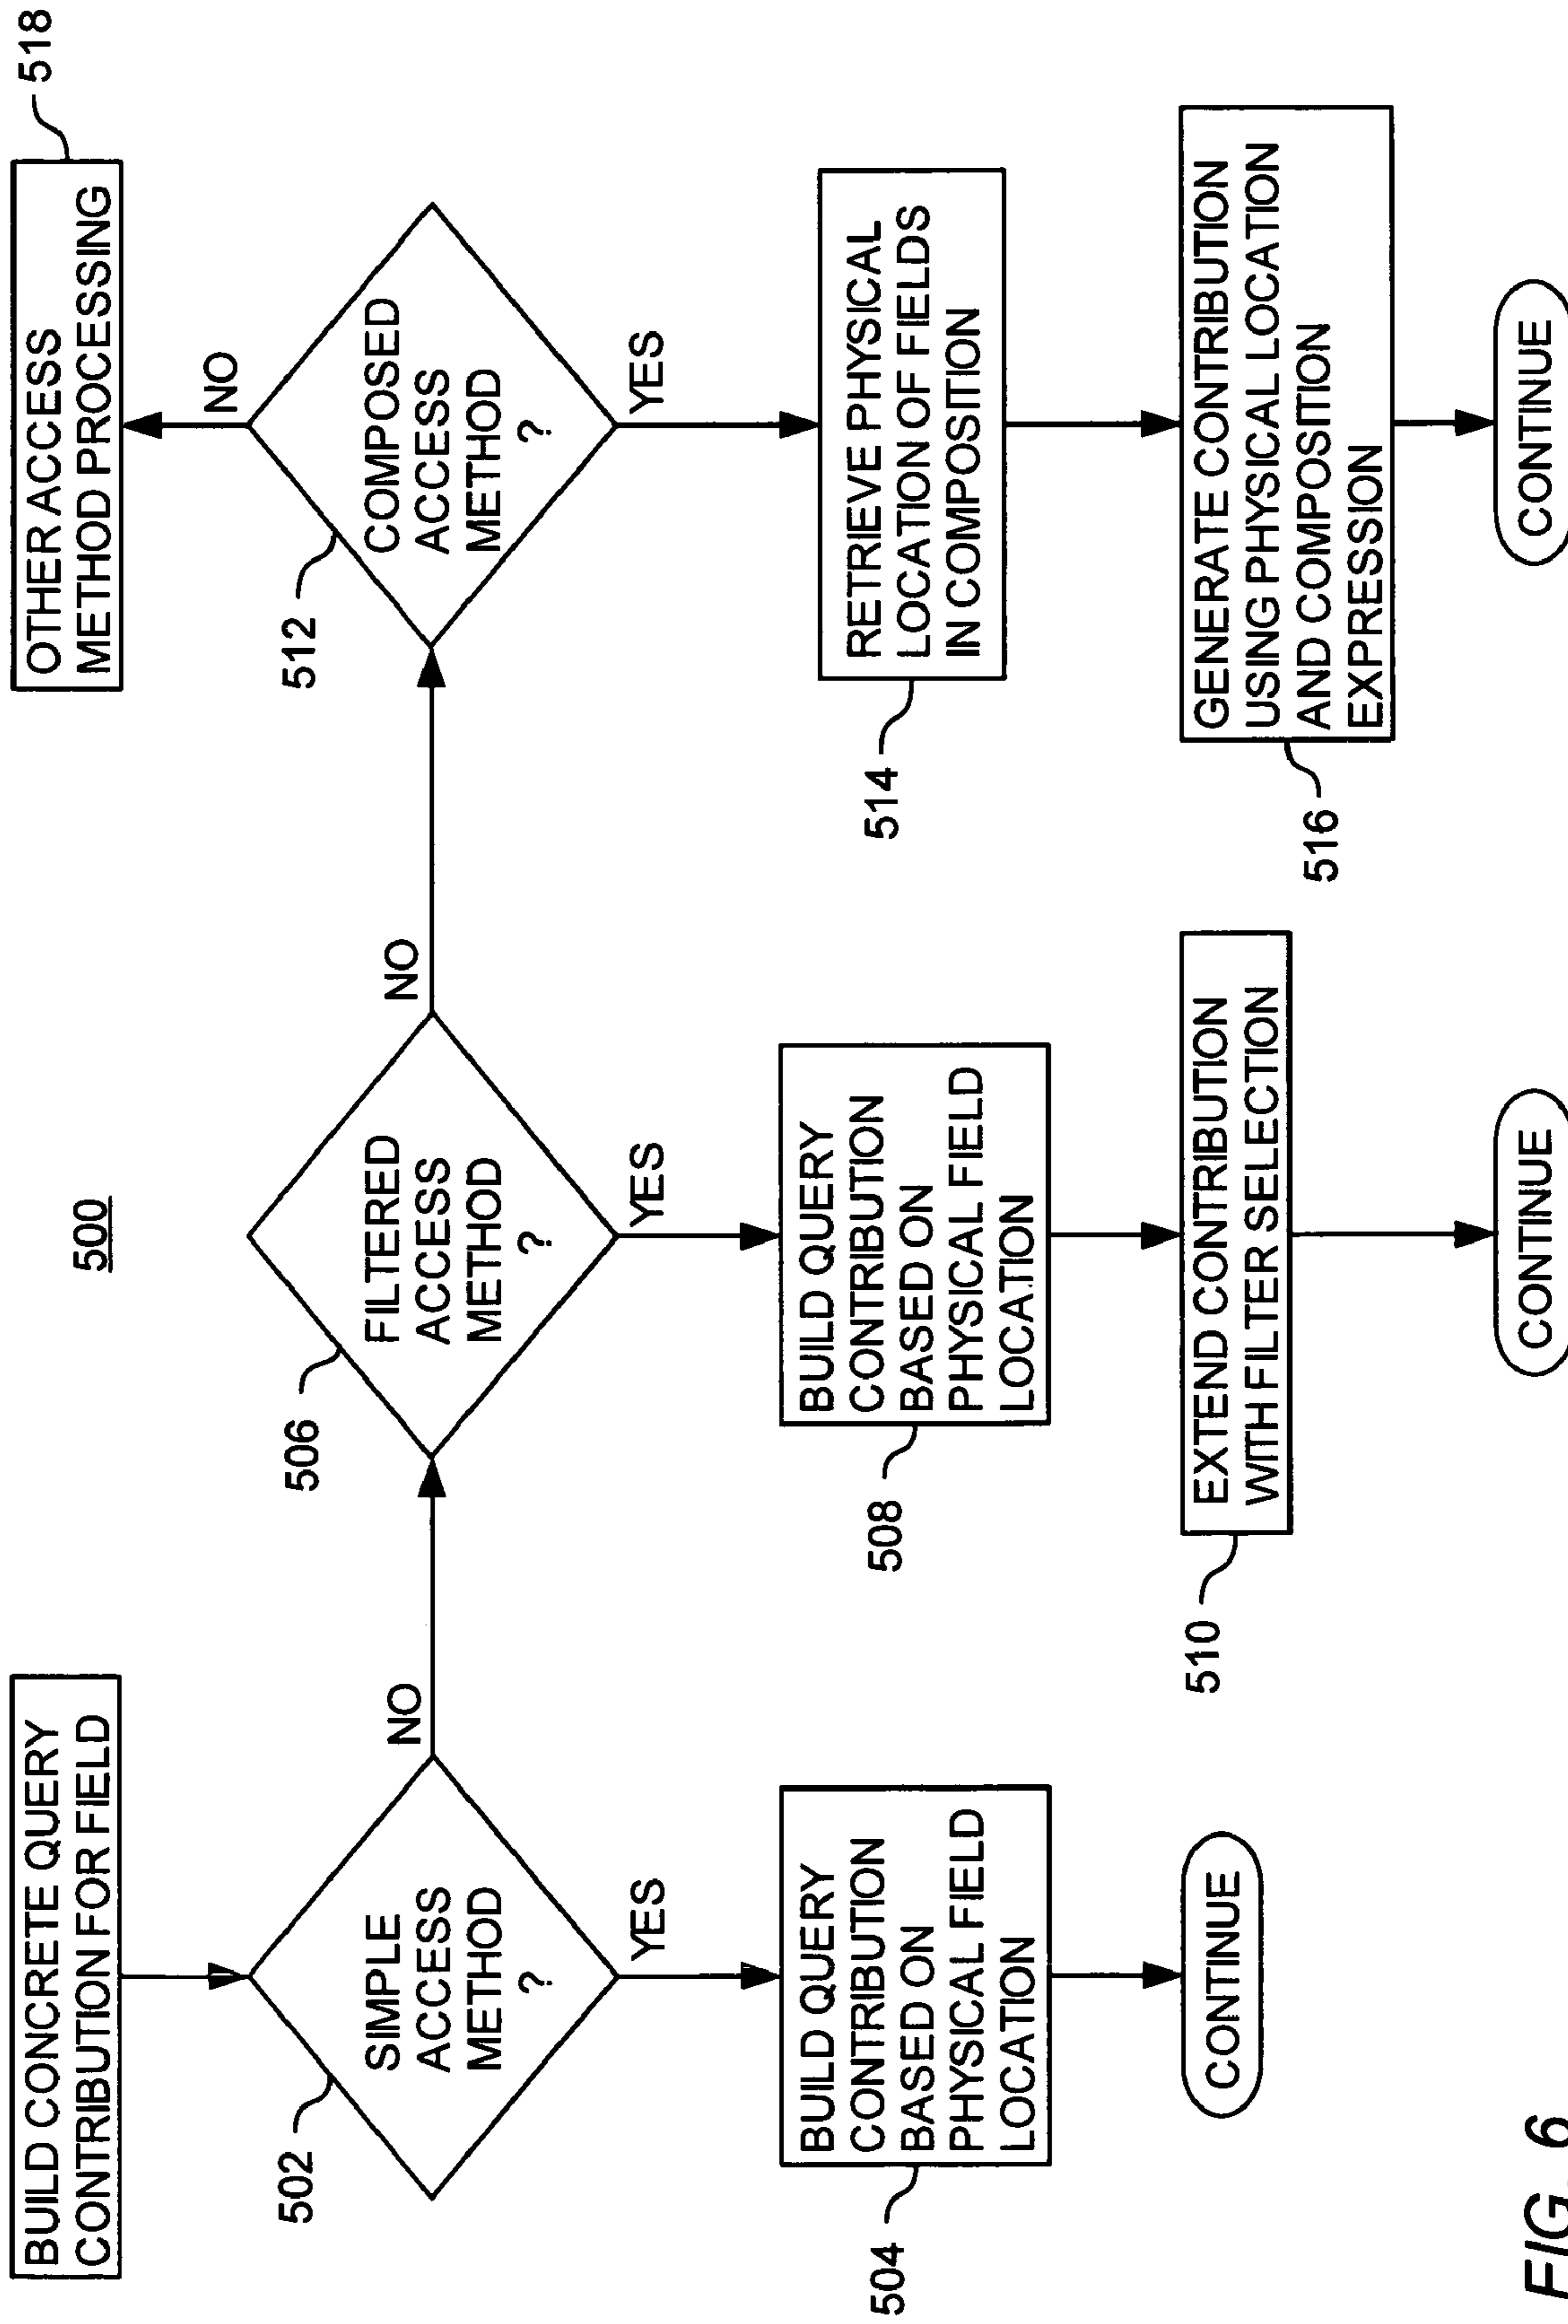 500
BUILD CONCRETE QUERY
CONTRIBUTION FOR FIELD
502
SIMPLE
ACCESS
METHOD
?
NO
YES
504
BUILD QUERY
CONTRIBUTION
BASED ON
PHYSICAL FIELD
LOCATION
CONTINUE
506
FILTERED
ACCESS
METHOD
?
NO
YES
508
BUILD QUERY
CONTRIBUTION
BASED ON
PHYSICAL FIELD
LOCATION
510
EXTEND CONTRIBUTION
WITH FILTER SELECTION
CONTINUE
512
COMPOSED
ACCESS
METHOD
?
NO
518
OTHER ACCESS
METHOD PROCESSING
YES
514
RETRIEVE PHYSICAL
LOCATION OF FIELDS
IN COMPOSITION
516
GENERATE CONTRIBUTION
USING PHYSICAL LOCATION
AND COMPOSITION
EXPRESSION
CONTINUE
FIG. 6